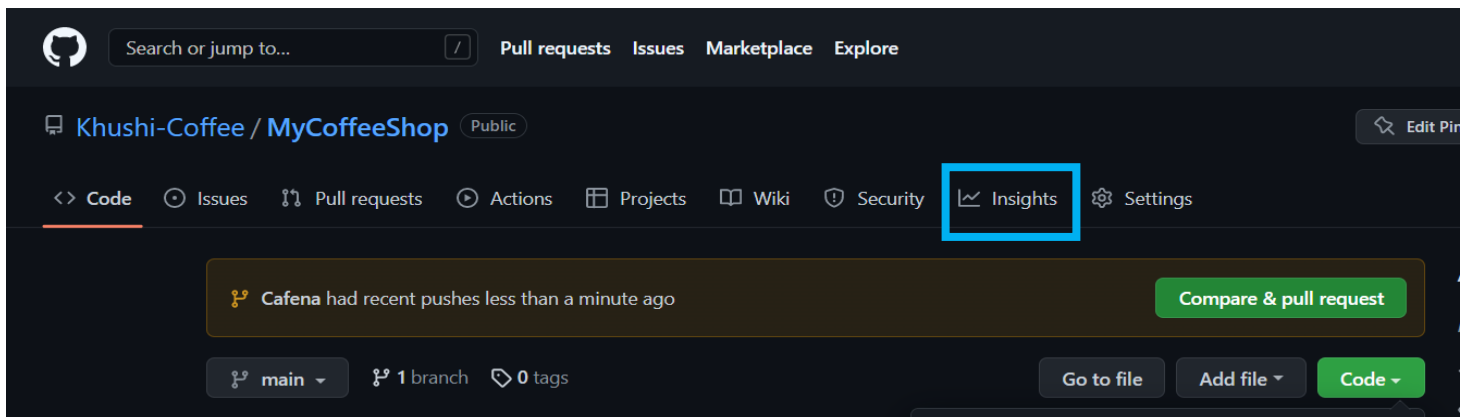 Search or jump to... / Pull requests Issues Marketplace Explore
Khushi-Coffee / MyCoffeeShop Public Edit
<> Code Issues Pull requests Actions Projects Wiki Security Insights Settings
Cafena had recent pushes less than a minute ago Compare & pull request
main 1 branch 0 tags Go to file Add file Code